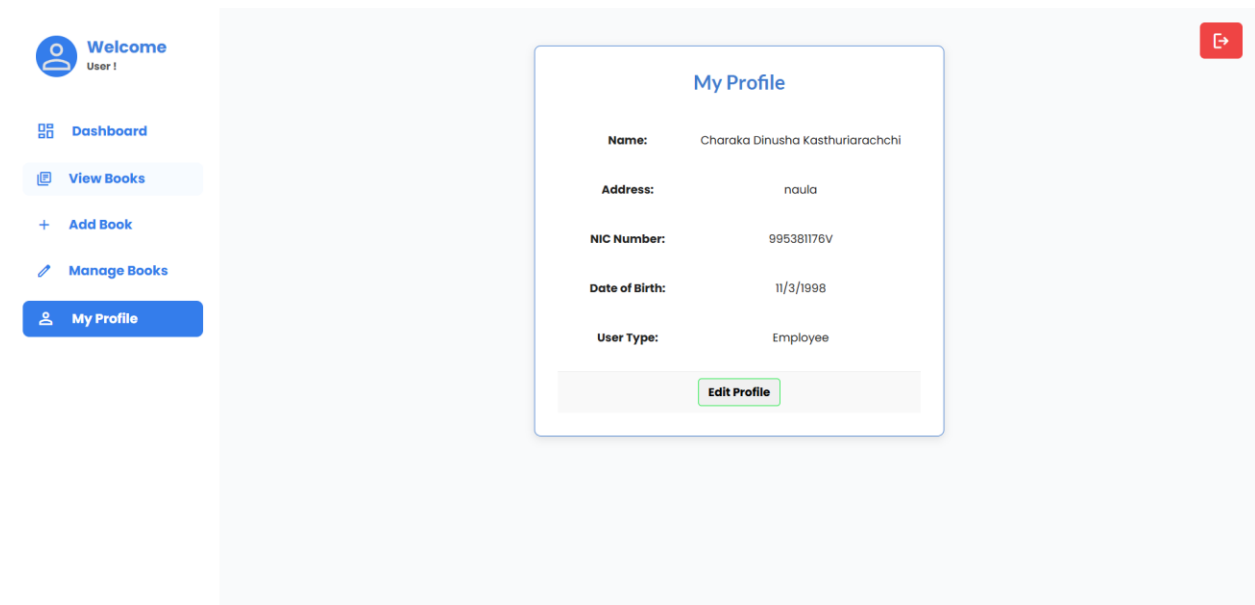 Welcome
User !
Dashboard
View Books
Add Book
Manage Books
My Profile
My Profile
Name: Charaka Dinusha Kasthuriarachchi
Address: naula
NIC Number: 995381176V
Date of Birth: 11/3/1998
User Type: Employee
Edit Profile